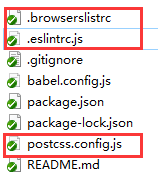 .browserslistrc
.eslintrc.js
.gitignore
babel.config.js
package.json
package-lock.json
postcss.config.js
README.md